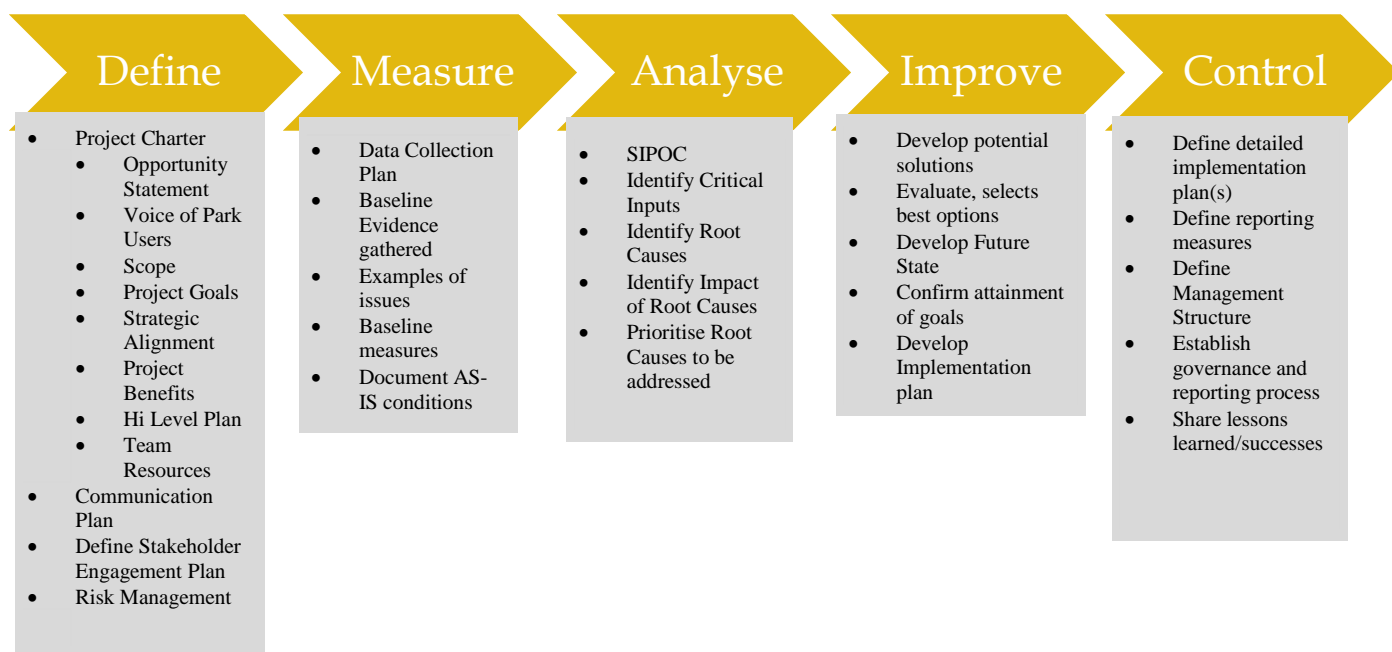 Define
Measure
Analyse
Improve
Control
• Project Charter
• Opportunity
Statement
• Voice of Park
Users
• Scope
• Project Goals
• Strategic
Alignment
• Project
Benefits
• Hi Level Plan
• Team
Resources
• Communication
Plan
• Define Stakeholder
Engagement Plan
• Risk Management
• Data Collection
Plan
• Baseline
Evidence
gathered
• Examples of
issues
• Baseline
measures
• Document AS-
IS conditions
• SIPOC
• Identify Critical
Inputs
• Identify Root
Causes
• Identify Impact
of Root Causes
• Prioritise Root
Causes to be
addressed
• Develop potential
solutions
• Evaluate, selects
best options
• Develop Future
State
• Confirm attainment
of goals
• Develop
Implementation
plan
• Define detailed
implementation
plan(s)
• Define reporting
measures
• Define
Management
Structure
• Establish
governance and
reporting process
• Share lessons
learned/successes